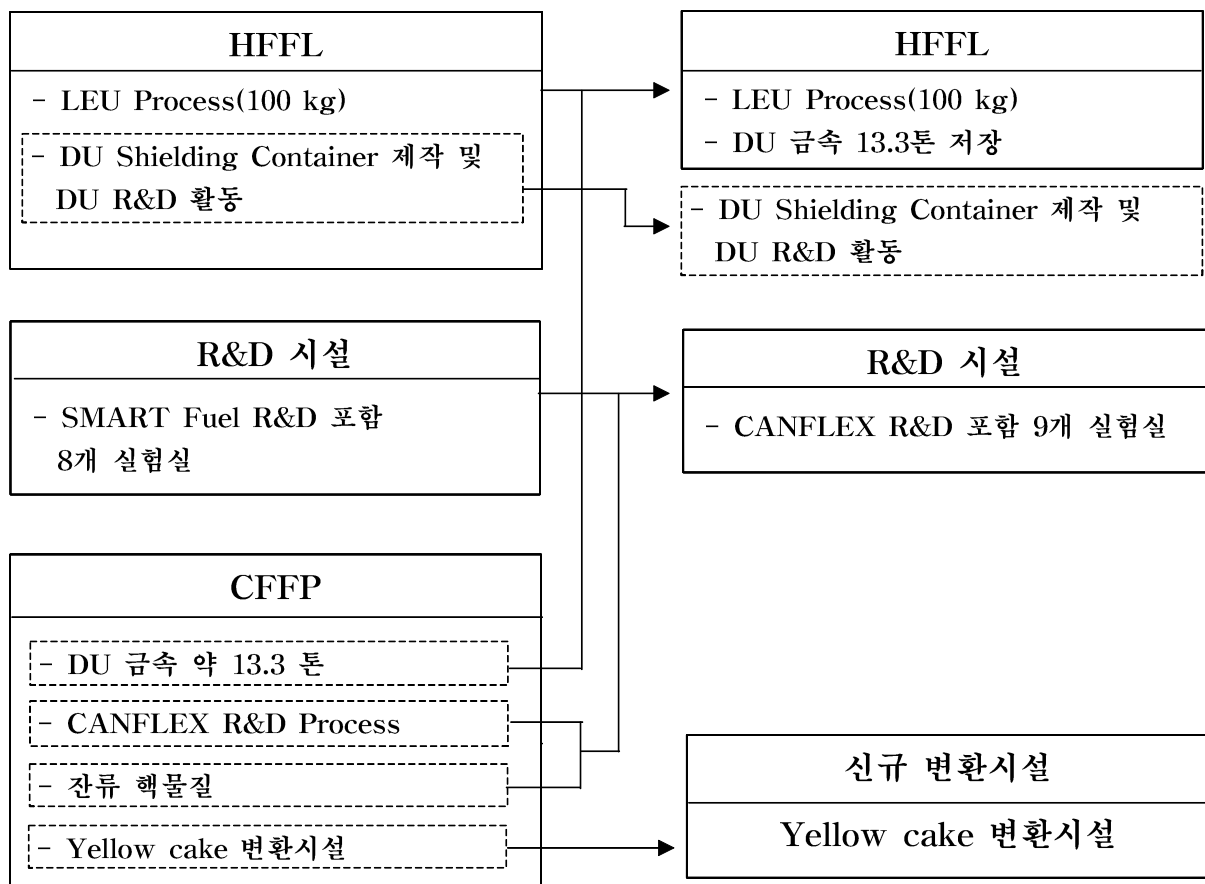 HFFL
- LEU Process(100 kg)
- DU Shielding Container 제작 및
DU R&D 활동
HFFL
- LEU Process(100 kg)
- DU 금속 13.3톤 저장
- DU Shielding Container 제작 및
DU R&D 활동
R&D 시설
- SMART Fuel R&D 포함
8개 실험실
R&D 시설
- CANFLEX R&D 포함 9개 실험실
CFFP
- DU 금속 약 13.3 톤
- CANFLEX R&D Process
- 잔류 핵물질
- Yellow cake 변환시설
신규 변환시설
Yellow cake 변환시설